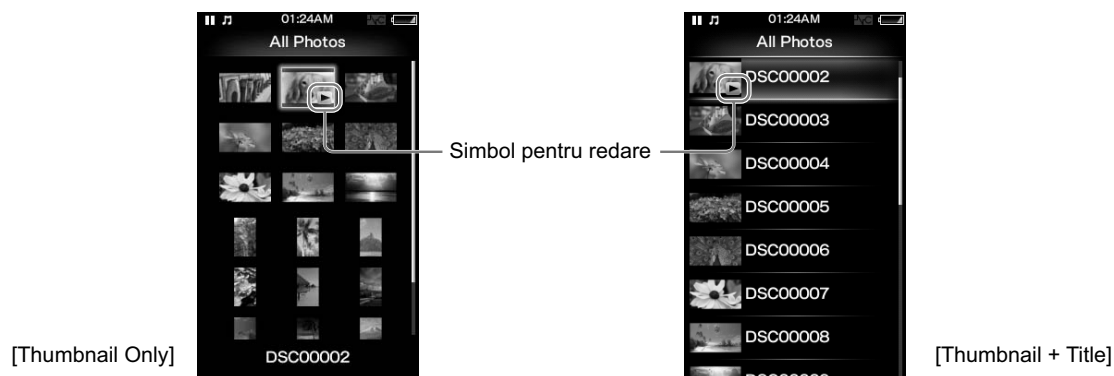 01:24AM
All Photos
DSC00002
[Thumbnail Only]
Simbol pentru redare
01:24AM
All Photos
DSC00002
DSC00003
DSC00004
DSC00005
DSC00006
DSC00007
DSC00008
[Thumbnail + Title]